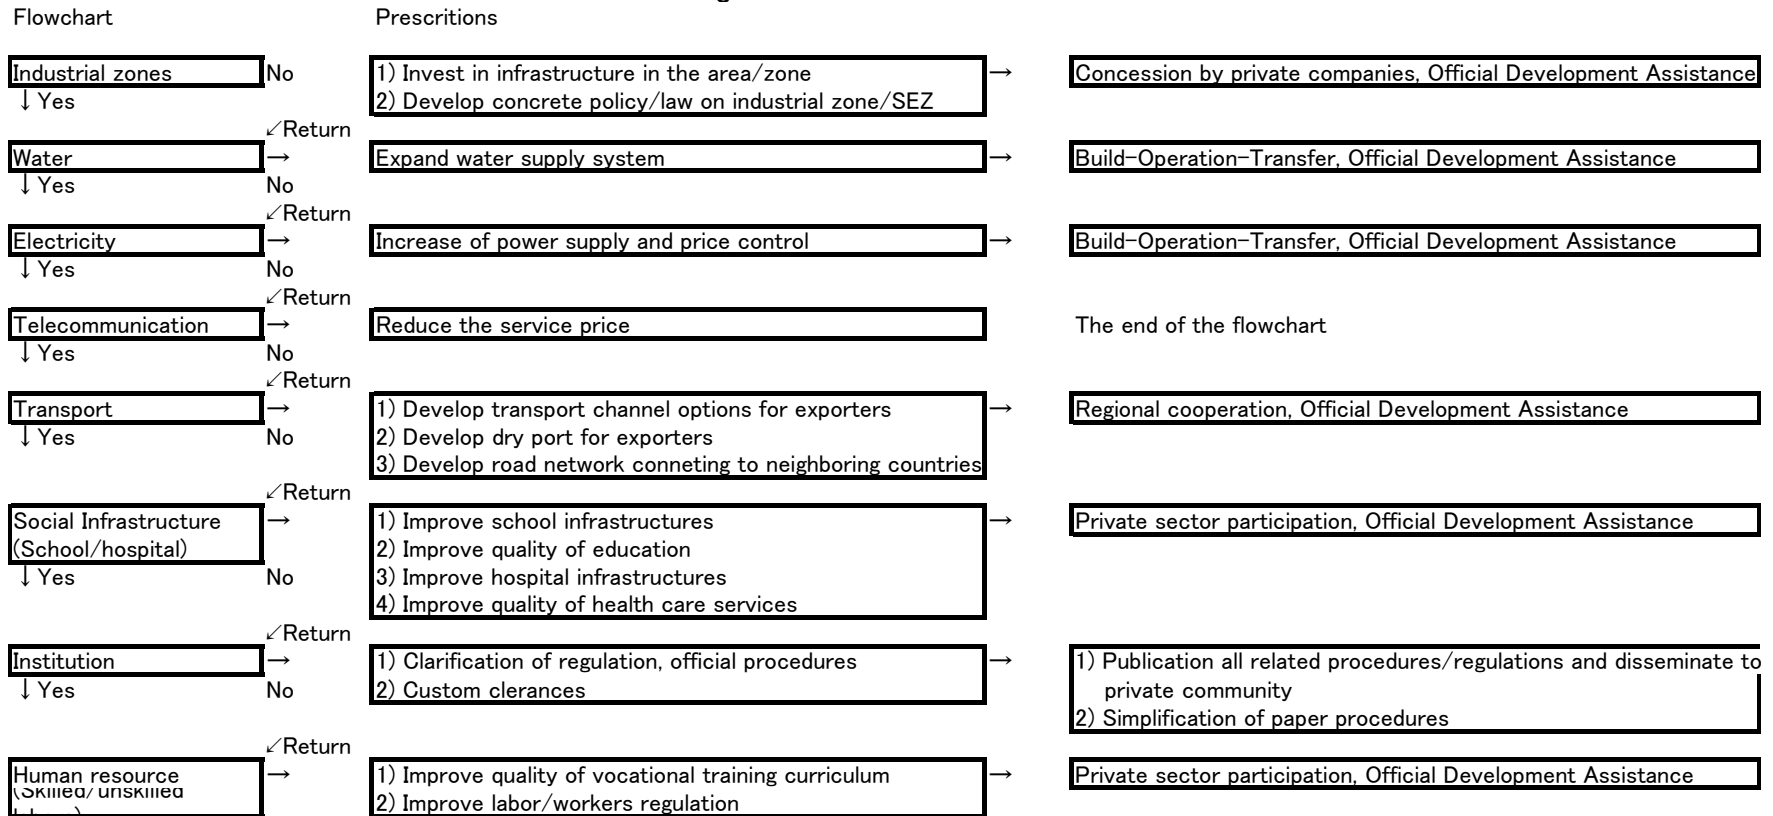 Flowchart Prescritions
Industrial zones No 1) Invest in infrastructure in the area/zone → Concession by private companies, Official Development Assistance
↓ Yes 2) Develop concrete policy/law on industrial zone/SEZ
↙Return
Water → Expand water supply system → Build-Operation-Transfer, Official Development Assistance
↓ Yes No
↙Return
Electricity → Increase of power supply and price control → Build-Operation-Transfer, Official Development Assistance
↓ Yes No
↙Return
Telecommunication → Reduce the service price The end of the flowchart
↓ Yes No
↙Return
Transport → 1) Develop transport channel options for exporters → Regional cooperation, Official Development Assistance
↓ Yes No 2) Develop dry port for exporters
3) Develop road network conneting to neighboring countries
↙Return
Social Infrastructure → 1) Improve school infrastructures → Private sector participation, Official Development Assistance
(School/hospital) 2) Improve quality of education
↓ Yes No 3) Improve hospital infrastructures
4) Improve quality of health care services
↙Return
Institution → 1) Clarification of regulation, official procedures → 1) Publication all related procedures/regulations and disseminate to
↓ Yes No 2) Custom clerances private community
2) Simplification of paper procedures
↙Return
Human resource → 1) Improve quality of vocational training curriculum → Private sector participation, Official Development Assistance
(Skilled/unskilled 2) Improve labor/workers regulation